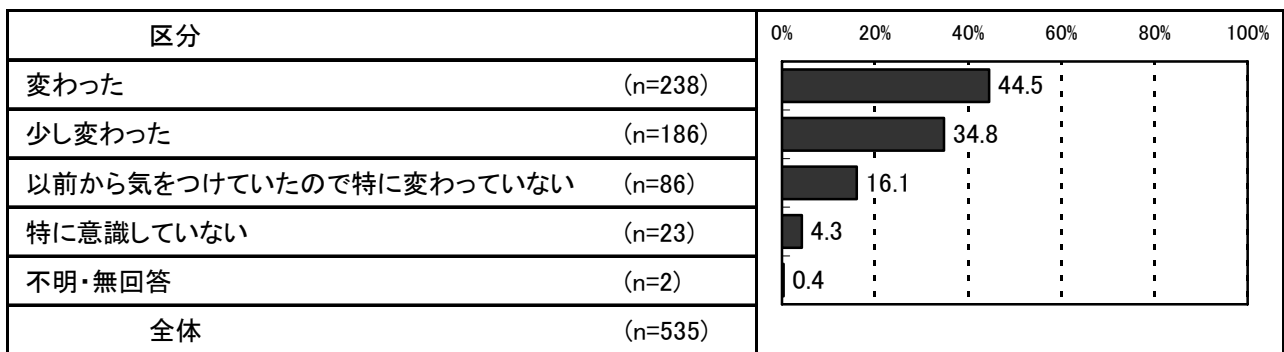 区分 0% 20% 40% 60% 80% 100%
変わった (n=238) 44.5
少し変わった (n=186) 34.8
以前から気をつけていたので特に変わっていない (n=86) 16.1
特に意識していない (n=23) 4.3
不明・無回答 (n=2) 0.4
全体 (n=535)